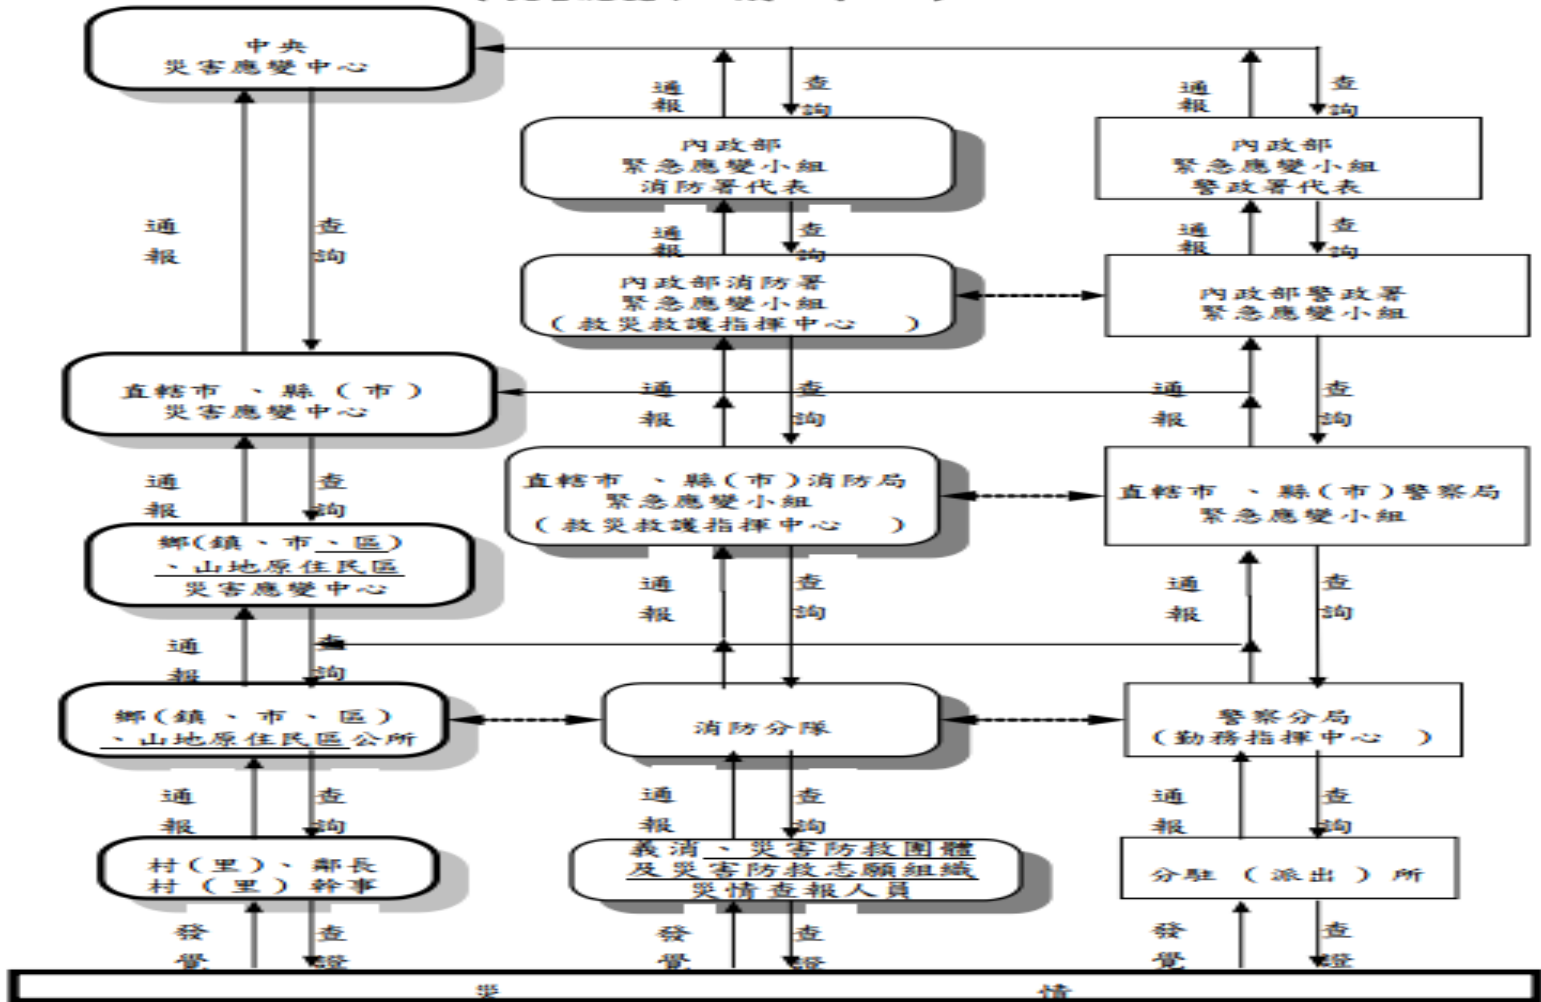 中央
災害應變中心
通報
查詢
通報
查詢
通報
查詢
內政部
緊急應變小組
消防署代表
內政部
緊急應變小組
警政署代表
通報
查詢
通報
查詢
內政部消防署
緊急應變小組
(救災救護指揮中心 )
內政部警政署
緊急應變小組
直轄市、縣(市)
災害應變中心
通報
查詢
通報
查詢
通報
查詢
直轄市、縣(市)消防局
緊急應變小組
(救災救護指揮中心 )
直轄市、縣(市)警察局
緊急應變小組
鄉(鎮、市、區)
、山地原住民區
災害應變中心
通報
查詢
通報
查詢
通報
查詢
鄉(鎮、市、區)
、山地原住民區公所
消防分隊
警察分局
(勤務指揮中心 )
通報
查詢
通報
查詢
通報
查詢
村(里)、鄰長
村(里)幹事
義消、災害防救團體
及災害防救志願組織
災情查報人員
分駐(派出)所
發覺
查證
發覺
查證
發覺
查證
災 情